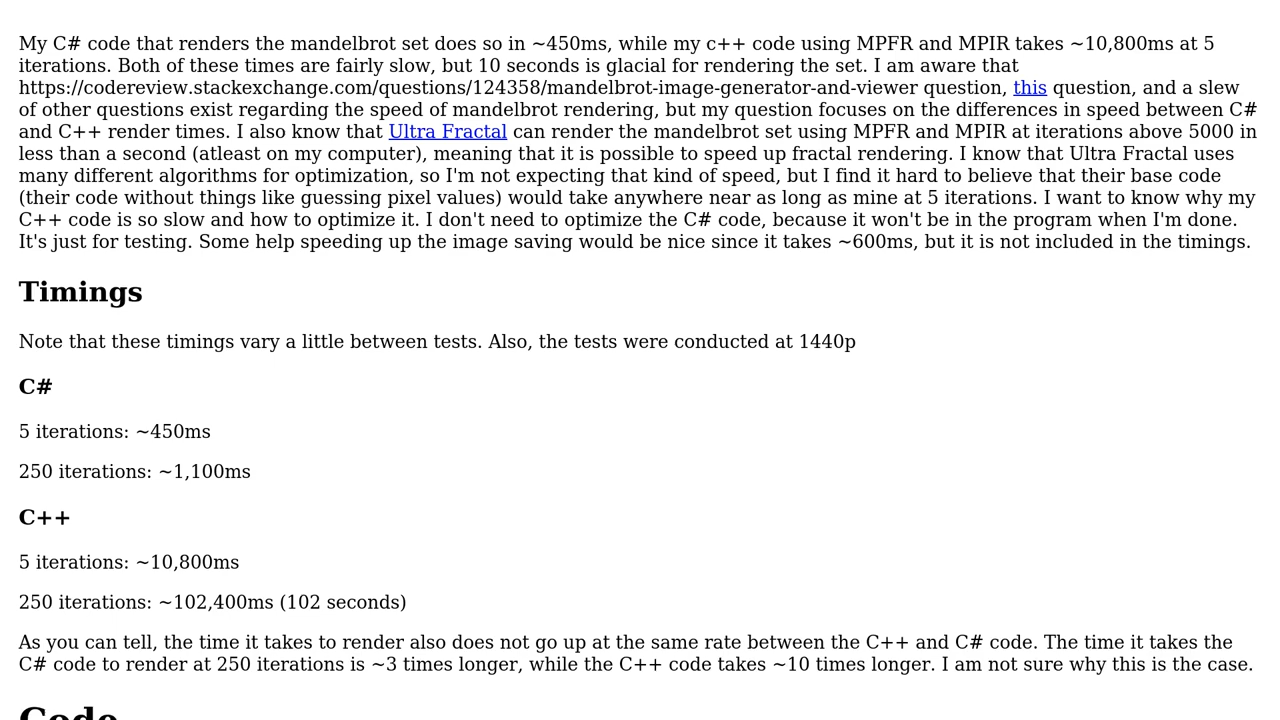 My C# code that renders the mandelbrot set does so in ~450ms, while my c++ code using MPFR and MPIR takes ~10,800ms at 5
iterations. Both of these times are fairly slow, but 10 seconds is glacial for rendering the set. I am aware that
https://codereview.stackexchange.com/questions/124358/mandelbrot-image-generator-and-viewer question, this question, and a slew
of other questions exist regarding the speed of mandelbrot rendering, but my question focuses on the differences in speed between C#
and C++ render times. I also know that Ultra Fractal can render the mandelbrot set using MPFR and MPIR at iterations above 5000 in
less than a second (atleast on my computer), meaning that it is possible to speed up fractal rendering. I know that Ultra Fractal uses
many different algorithms for optimization, so I'm not expecting that kind of speed, but I find it hard to believe that their base code
(their code without things like guessing pixel values) would take anywhere near as long as mine at 5 iterations. I want to know why my
C++ code is so slow and how to optimize it. I don't need to optimize the C# code, because it won't be in the program when I'm done.
It's just for testing. Some help speeding up the image saving would be nice since it takes ~600ms, but it is not included in the timings.
Timings
Note that these timings vary a little between tests. Also, the tests were conducted at 1440p
C#
5 iterations: ~450ms
250 iterations: ~1,100ms
C++
5 iterations: ~10,800ms
250 iterations: ~102,400ms (102 seconds)
As you can tell, the time it takes to render also does not go up at the same rate between the C++ and C# code. The time it takes the
C# code to render at 250 iterations is ~3 times longer, while the C++ code takes ~10 times longer. I am not sure why this is the case.
Code